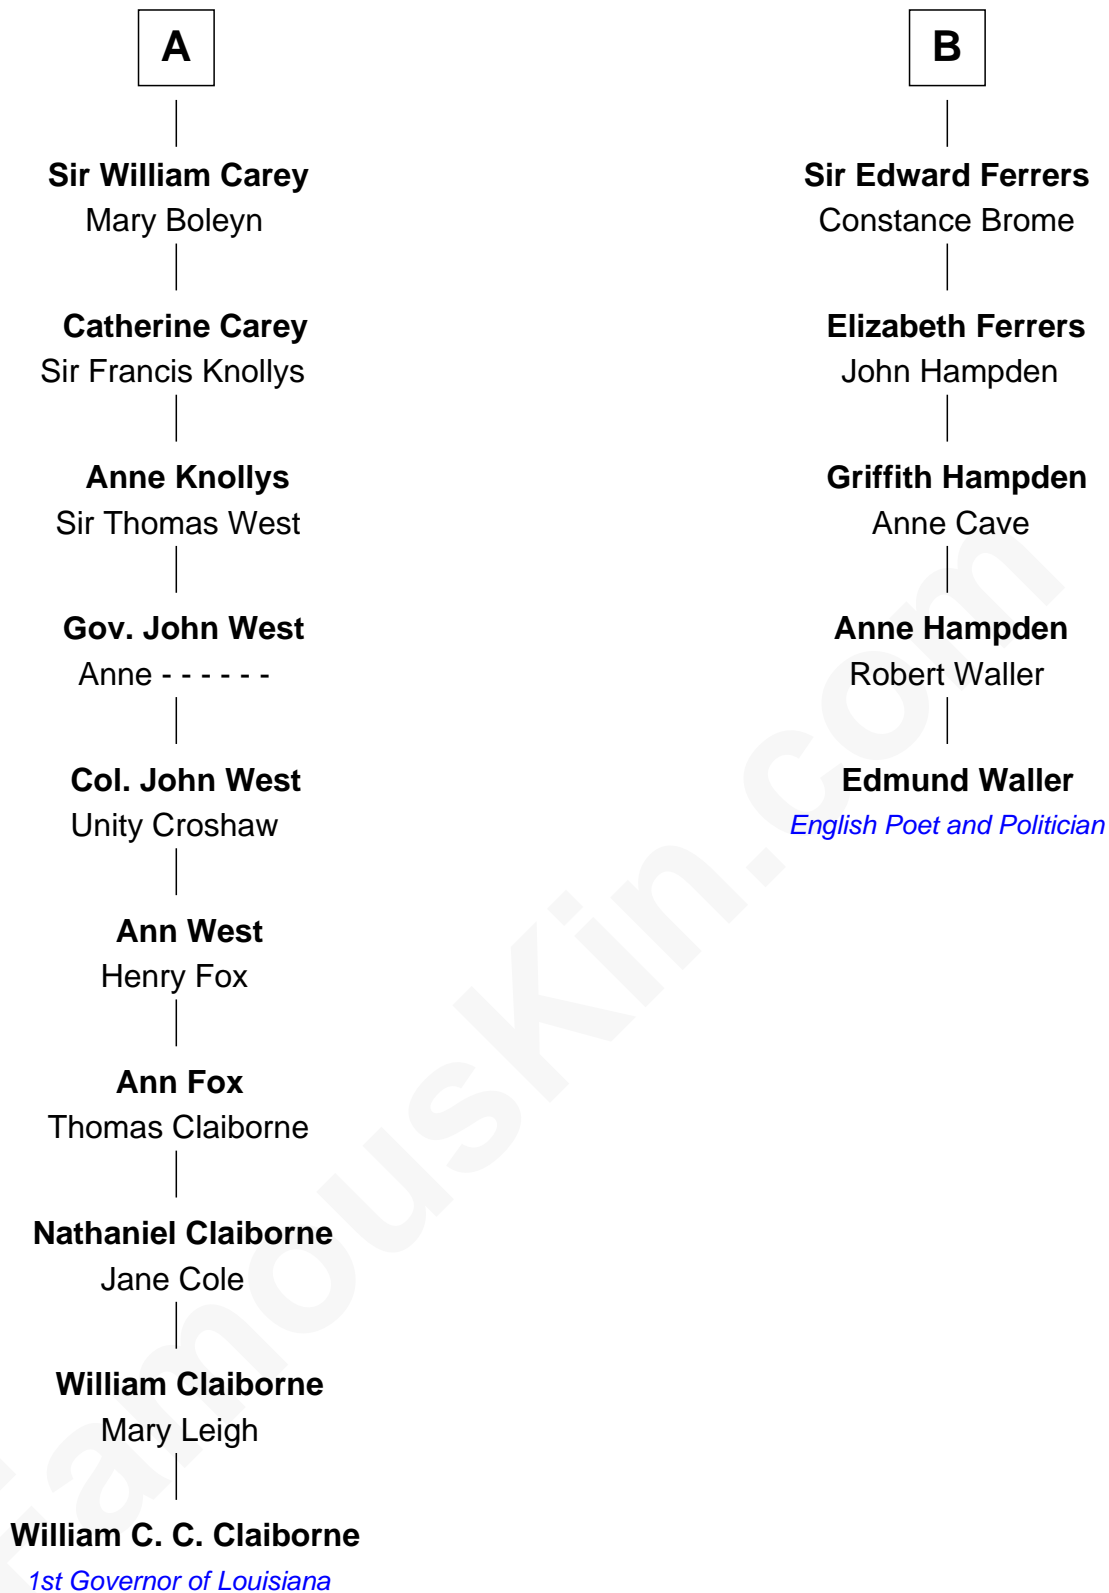 A
Sir William Carey
Mary Boleyn
Catherine Carey
Sir Francis Knollys
Anne Knollys
Sir Thomas West
Gov. John West
Anne - - - - - -
Col. John West
Unity Croshaw
Ann West
Henry Fox
Ann Fox
Thomas Claiborne
Nathaniel Claiborne
Jane Cole
William Claiborne
Mary Leigh
William C. C. Claiborne
1st Governor of Louisiana
B
Sir Edward Ferrers
Constance Brome
Elizabeth Ferrers
John Hampden
Griffith Hampden
Anne Cave
Anne Hampden
Robert Waller
Edmund Waller
English Poet and Politician
FamousKin.com